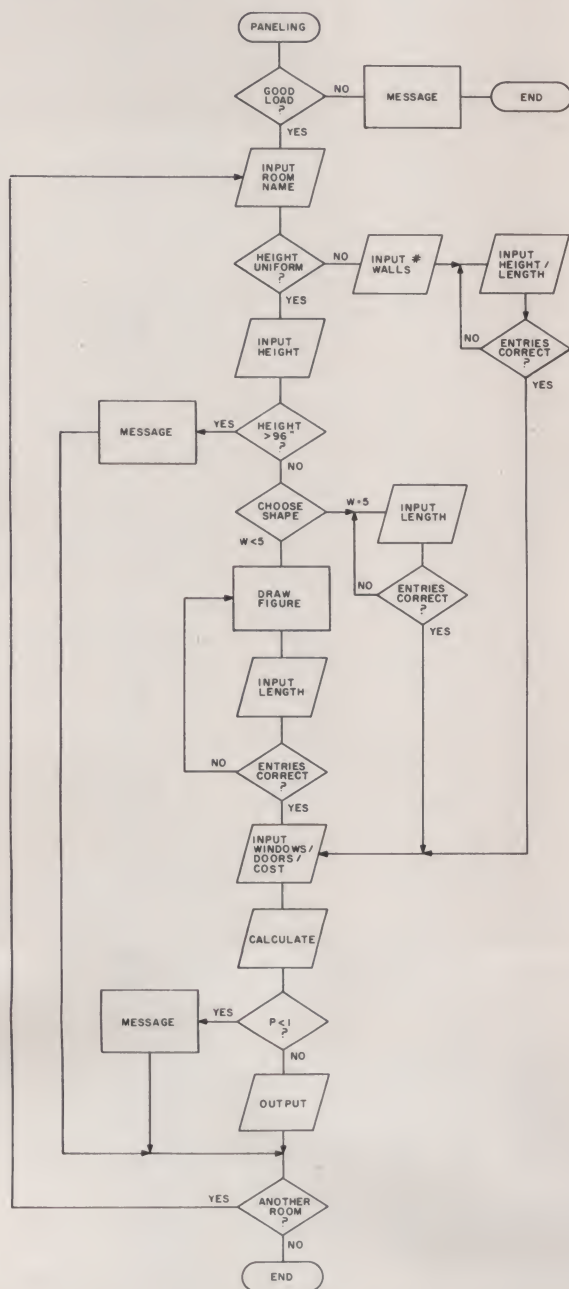 PANELING
GOOD
LOAD
?
NO
MESSAGE
END
YES
INPUT
ROOM
NAME
HEIGHT
UNIFORM
?
NO
INPUT #
WALLS
INPUT
HEIGHT /
LENGTH
YES
NO
ENTRIES
CORRECT
?
YES
INPUT
HEIGHT
MESSAGE
YES
HEIGHT
>96"
?
NO
CHOOSE
SHAPE
W=5
INPUT
LENGTH
W<5
DRAW
FIGURE
NO
ENTRIES
CORRECT
?
YES
INPUT
LENGTH
NO
ENTRIES
CORRECT
?
YES
INPUT
WINDOWS/
DOORS/
COST
CALCULATE
MESSAGE
YES
P<1
?
NO
OUTPUT
YES
ANOTHER
ROOM
?
NO
END